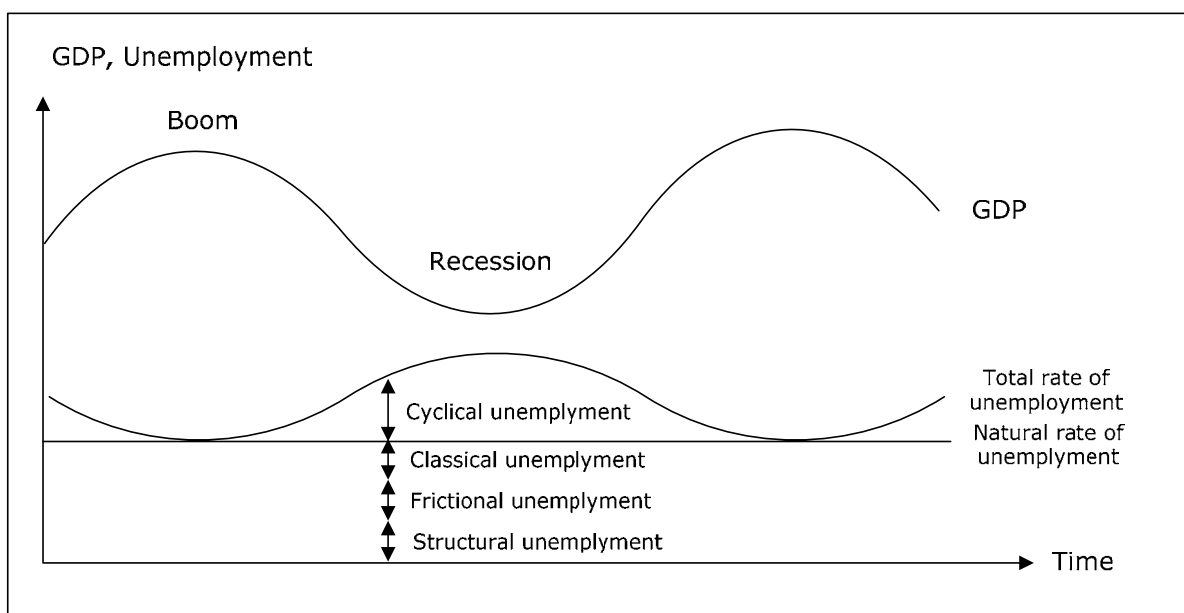 GDP, Unemployment
Boom
GDP
Recession
Total rate of
unemployment
Cyclical unemplyment
Natural rate of
unemplyment
Classical unemplyment
Frictional unemplyment
Structural unemplyment
Time